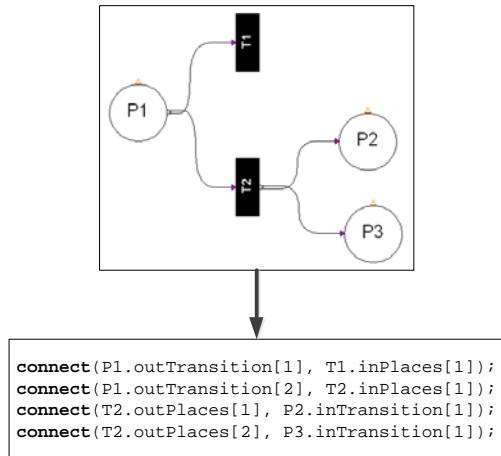 T1
P1
P2
T2
P3
connect(P1.outTransition[1], T1.inPlaces[1]);
connect(P1.outTransition[2], T2.inPlaces[1]);
connect(T2.outPlaces[1], P2.inTransition[1]);
connect(T2.outPlaces[2], P3.inTransition[1]);